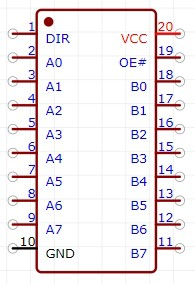 1 DIR VCC 20
2 A0 OE# 19
3 A1 B0 18
4 A2 B1 17
5 A3 B2 16
6 A4 B3 15
7 A5 B4 14
8 A6 B5 13
9 A7 B6 12
10 GND B7 11